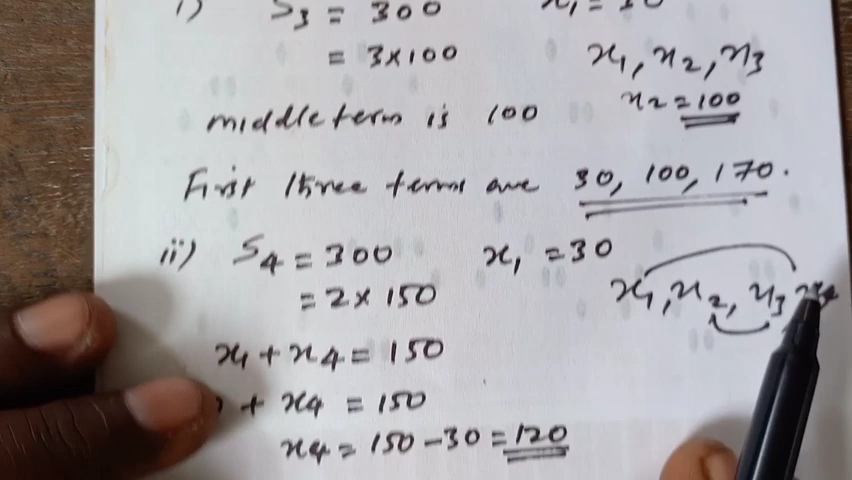 i) S3 = 300 x1 = 30
= 3×100 x1, x2, x3
x2 = 100
middle term is 100
First three terms are 30, 100, 170.
ii) S4 = 300 x1 = 30
= 2 × 150 x1, x2, x3 x4
x1 + x4 = 150
+ x4 = 150
x4 = 150 - 30 = 120